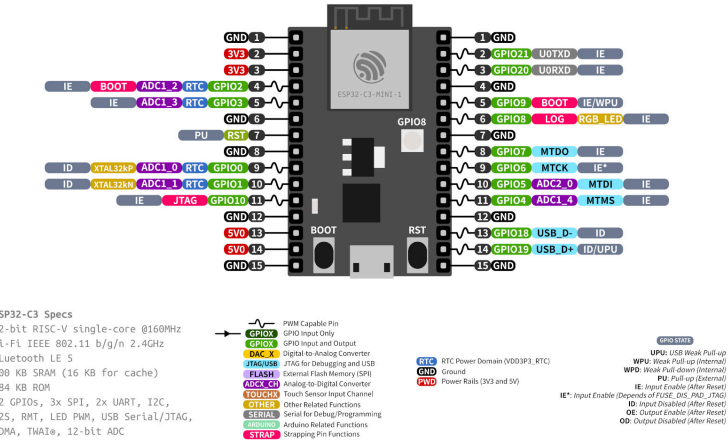 GND 1
3V3 2
3V3 3
IE BOOT ADC1_2 RTC GPIO2 4
IE ADC1_3 RTC GPIO3 5
GND 6
PU RST 7
GND 8
ID XTAL32kP ADC1_0 RTC GPIO0 9
ID XTAL32kN ADC1_1 RTC GPIO1 10
IE JTAG GPIO10 11
GND 12
5V0 13
5V0 14
GND 15
ESP32-C3-MINI-1
GPIO8
BOOT
RST
1 GND
2 GPIO21 U0TXD IE
3 GPIO20 U0RXD IE
4 GND
5 GPIO9 BOOT IE/WPU
6 GPIO8 LOG RGB_LED IE
7 GND
8 GPIO7 MTDO IE
9 GPIO6 MTCK IE*
10 GPIO5 ADC2_0 MTDI IE
11 GPIO4 ADC1_4 MTMS IE
12 GND
13 GPIO18 USB_D- ID
14 GPIO19 USB_D+ ID/UPU
15 GND
SP32-C3 Specs
2-bit RISC-V single-core @160MHz
i-Fi IEEE 802.11 b/g/n 2.4GHz
luetooth LE 5
00 KB SRAM (16 KB for cache)
84 KB ROM
2 GPIOs, 3x SPI, 2x UART, I2C,
2S, RMT, LED PWM, USB Serial/JTAG,
DMA, TWAI®, 12-bit ADC
PWM Capable Pin
GPIOX GPIO Input Only
GPIOX GPIO Input and Output
DAC_X Digital-to-Analog Converter
JTAG/USB JTAG for Debugging and USB
FLASH External Flash Memory (SPI)
ADCX_CH Analog-to-Digital Converter
TOUCHX Touch Sensor Input Channel
OTHER Other Related Functions
SERIAL Serial for Debug/Programming
ARDUINO Arduino Related Functions
STRAP Strapping Pin Functions
RTC RTC Power Domain (VDD3P3_RTC)
GND Ground
PWD Power Rails (3V3 and 5V)
GPIO STATE
UPU: USB Weak Pull-up
WPU: Weak Pull-up (Internal)
WPD: Weak Pull-down (Internal)
PU: Pull-up (External)
IE: Input Enable (After Reset)
IE*: Input Enable (Depends of FUSE_DIS_PAD_JTAG)
ID: Input Disabled (After Reset)
OE: Output Enable (After Reset)
OD: Output Disabled (After Reset)